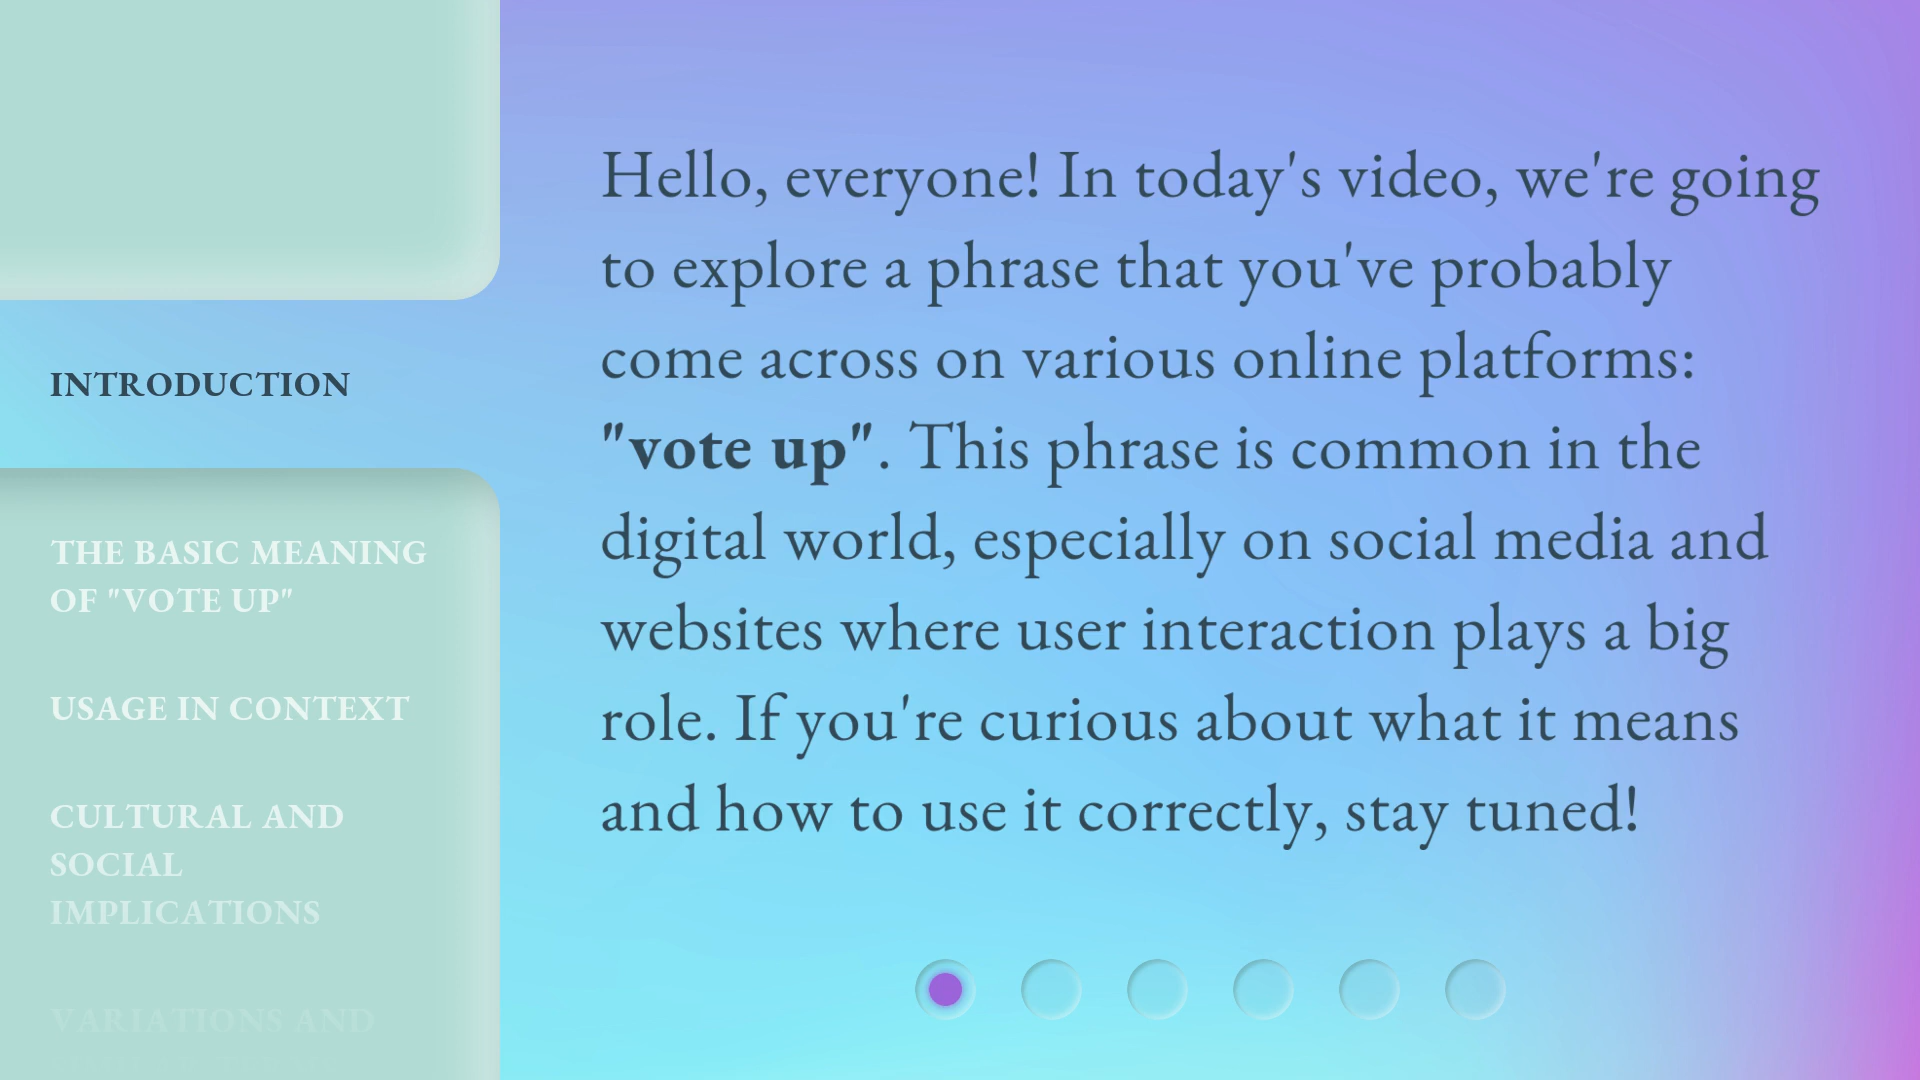 INTRODUCTION
THE BASIC MEANING
OF "VOTE UP"
USAGE IN CONTEXT
CULTURAL AND
SOCIAL
IMPLICATIONS
VARIATIONS AND
Hello, everyone! In today's video, we're going
to explore a phrase that you've probably
come across on various online platforms:
"vote up". This phrase is common in the
digital world, especially on social media and
websites where user interaction plays a big
role. If you're curious about what it means
and how to use it correctly, stay tuned!